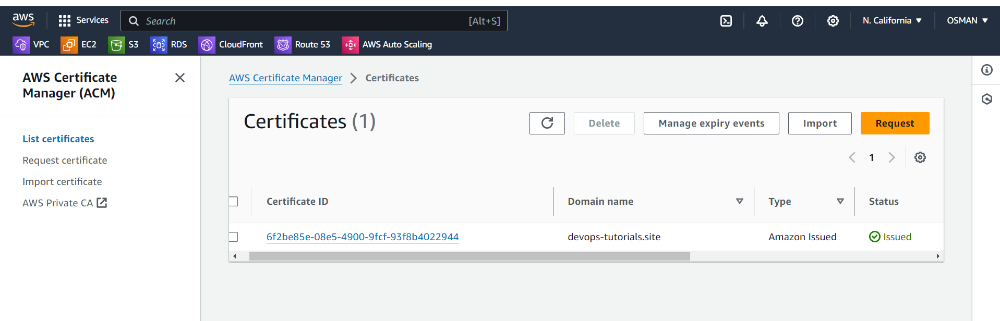 aws Services Search [Alt+S] N. California OSMAN
VPC EC2 S3 RDS CloudFront 53 Route 53 AWS Auto Scaling
AWS Certificate
Manager (ACM)
List certificates
Request certificate
Import certificate
AWS Private CA
AWS Certificate Manager Certificates
Certificates (1) Delete Manage expiry events Import Request
1
Certificate ID Domain name Type Status
6f2be85e-08e5-4900-9fcf-93f8b4022944 devops-tutorials.site Amazon Issued Issued